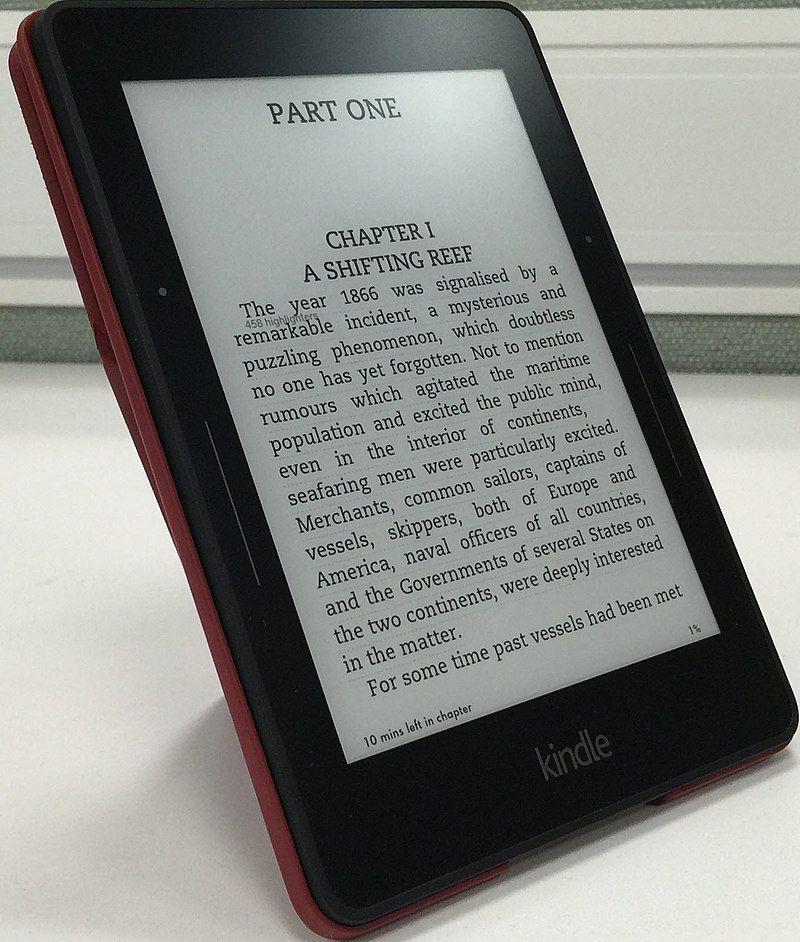 PART ONE
CHAPTER I
A SHIFTING REEF
The year 1866 was signalised by a
458 highlighters
remarkable incident, a mysterious and
puzzling phenomenon, which doubtless
no one has yet forgotten. Not to mention
rumours which agitated the maritime
population and excited the public mind,
even in the interior of continents,
seafaring men were particularly excited.
Merchants, common sailors, captains of
vessels, skippers, both of Europe and
America, naval officers of all countries,
and the Governments of several States on
the two continents, were deeply interested
in the matter.
For some time past vessels had been met
10 mins left in chapter
1%
kindle